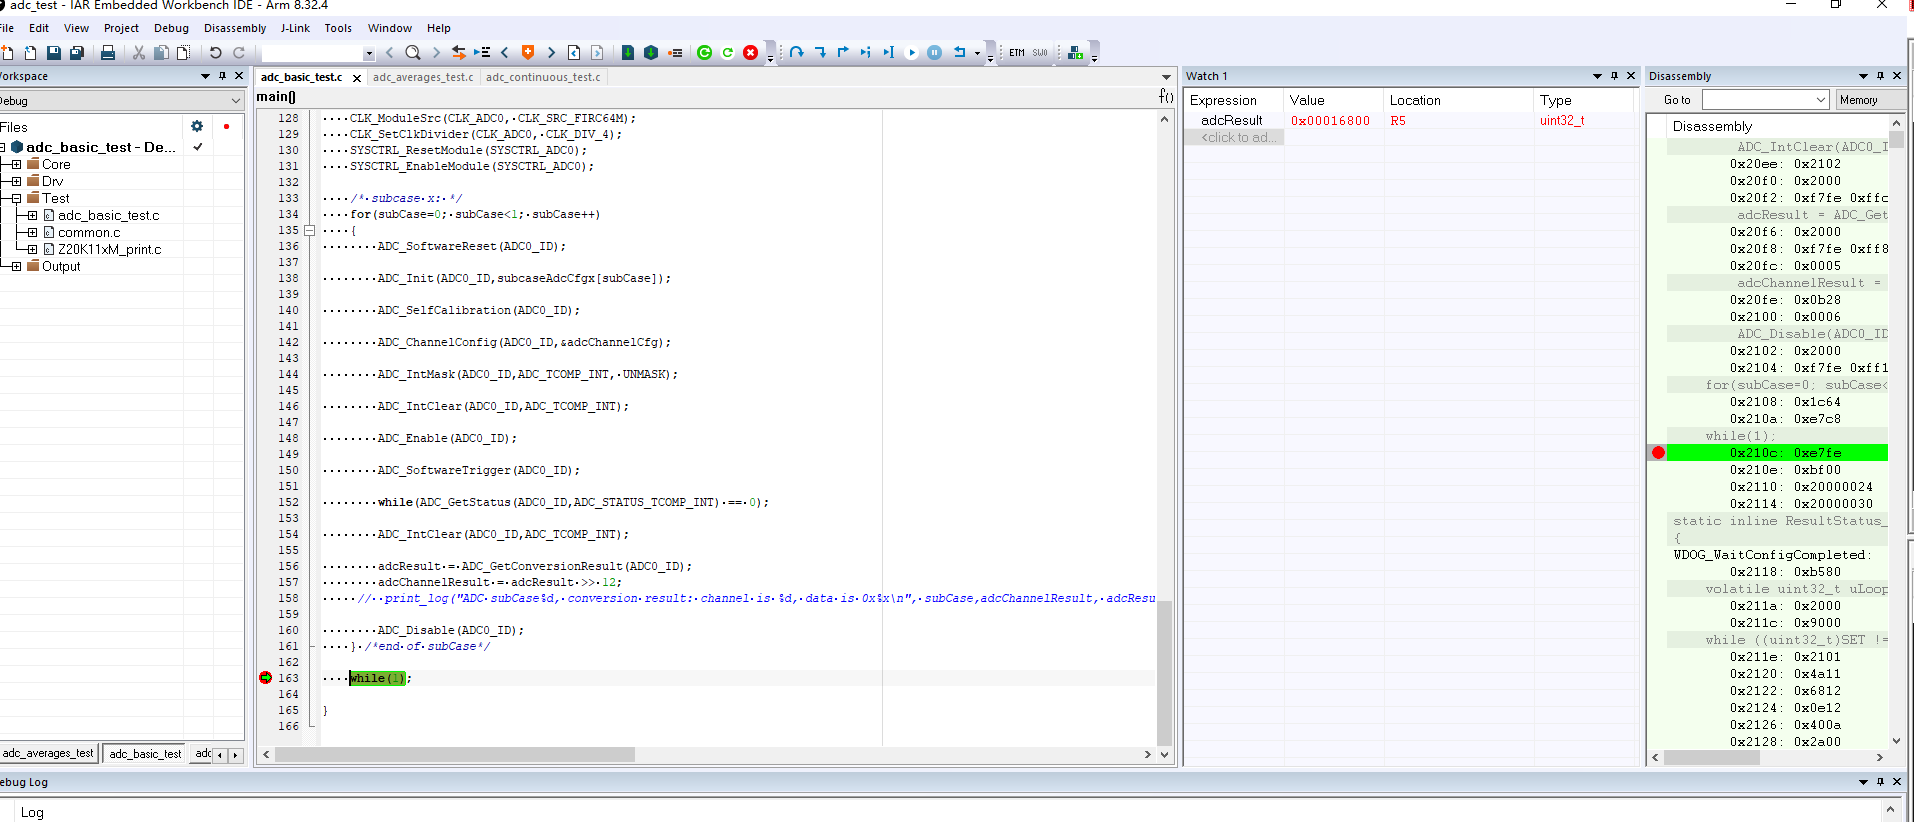 adc_test - IAR Embedded Workbench IDE - Arm 8.32.4
File Edit View Project Debug Disassembly J-Link Tools Window Help
ETM SWO
Workspace
Debug
Files
adc_basic_test - De...
Core
Drv
Test
adc_basic_test.c
common.c
Z20K11xM_print.c
Output
adc_averages_test adc_basic_test adc
adc_basic_test.c adc_averages_test.c adc_continuous_test.c
main() f()
128 CLK_ModuleSrc(CLK_ADC0, CLK_SRC_FIRC64M);
129 CLK_SetClkDivider(CLK_ADC0, CLK_DIV_4);
130 SYSCTRL_ResetModule(SYSCTRL_ADC0);
131 SYSCTRL_EnableModule(SYSCTRL_ADC0);
132
133 /* subcase x: */
134 for(subCase=0; subCase<1; subCase++)
135 {
136 ADC_SoftwareReset(ADC0_ID);
137
138 ADC_Init(ADC0_ID,subcaseAdcCfgx[subCase]);
139
140 ADC_SelfCalibration(ADC0_ID);
141
142 ADC_ChannelConfig(ADC0_ID,&adcChannelCfg);
143
144 ADC_IntMask(ADC0_ID,ADC_TCOMP_INT, UNMASK);
145
146 ADC_IntClear(ADC0_ID,ADC_TCOMP_INT);
147
148 ADC_Enable(ADC0_ID);
149
150 ADC_SoftwareTrigger(ADC0_ID);
151
152 while(ADC_GetStatus(ADC0_ID,ADC_STATUS_TCOMP_INT) == 0);
153
154 ADC_IntClear(ADC0_ID,ADC_TCOMP_INT);
155
156 adcResult = ADC_GetConversionResult(ADC0_ID);
157 adcChannelResult = adcResult >> 12;
158 // print_log("ADC subCase%d, conversion result: channel is %d, data is 0x%x\n", subCase,adcChannelResult, adcResu
159
160 ADC_Disable(ADC0_ID);
161 } /*end of subCase*/
162
163 while(1);
164
165 }
166
Watch 1
Expression Value Location Type
adcResult 0x00016800 R5 uint32_t
<click to ad...
Disassembly
Go to Memory
Disassembly
ADC_IntClear(ADC0_I
0x20ee: 0x2102
0x20f0: 0x2000
0x20f2: 0xf7fe 0xffc
adcResult = ADC_Get
0x20f6: 0x2000
0x20f8: 0xf7fe 0xff8
0x20fc: 0x0005
adcChannelResult =
0x20fe: 0x0b28
0x2100: 0x0006
ADC_Disable(ADC0_ID
0x2102: 0x2000
0x2104: 0xf7fe 0xff1
for(subCase=0; subCase<
0x2108: 0x1c64
0x210a: 0xe7c8
while(1);
0x210c: 0xe7fe
0x210e: 0xbf00
0x2110: 0x20000024
0x2114: 0x20000030
static inline ResultStatus_
{
WDOG_WaitConfigCompleted:
0x2118: 0xb580
volatile uint32_t uLoop
0x211a: 0x2000
0x211c: 0x9000
while ((uint32_t)SET !=
0x211e: 0x2101
0x2120: 0x4a11
0x2122: 0x6812
0x2124: 0x0e12
0x2126: 0x400a
0x2128: 0x2a00
Debug Log
Log